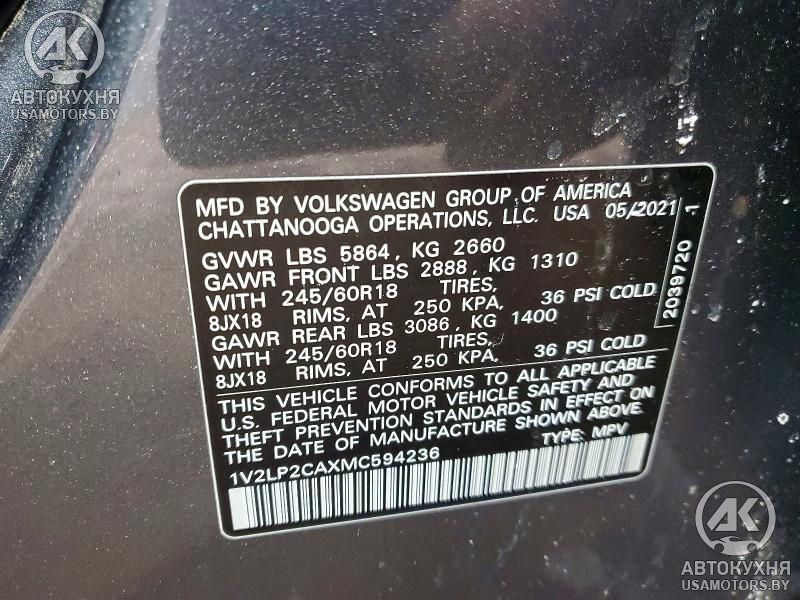 АК
АВТОКУХНЯ
USAMOTORS.BY
MFD BY VOLKSWAGEN GROUP OF AMERICA
CHATTANOOGA OPERATIONS, LLC. USA 05/2021
GVWR LBS 5864, KG 2660
GAWR FRONT LBS 2888, KG 1310
WITH 245/60R18 TIRES,
8JX18 RIMS, AT 250 KPA, 36 PSI COLD
GAWR REAR LBS 3086, KG 1400
WITH 245/60R18 TIRES,
8JX18 RIMS, AT 250 KPA, 36 PSI COLD
THIS VEHICLE CONFORMS TO ALL APPLICABLE
U.S. FEDERAL MOTOR VEHICLE SAFETY AND
THEFT PREVENTION STANDARDS IN EFFECT ON
THE DATE OF MANUFACTURE SHOWN ABOVE.
1V2LP2CAXMC594236 TYPE: MPV
2039720 1
АК
АВТОКУХНЯ
USAMOTORS.BY